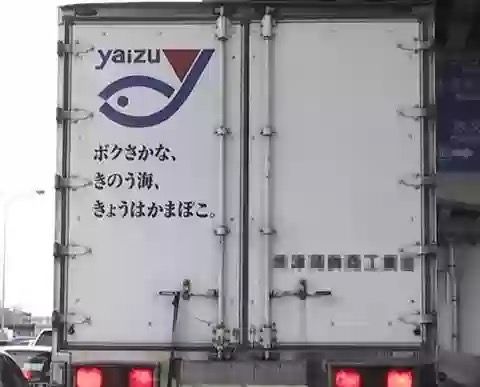 yaizu
ボクさかな、
きのう海、
きょうはかまぼこ。